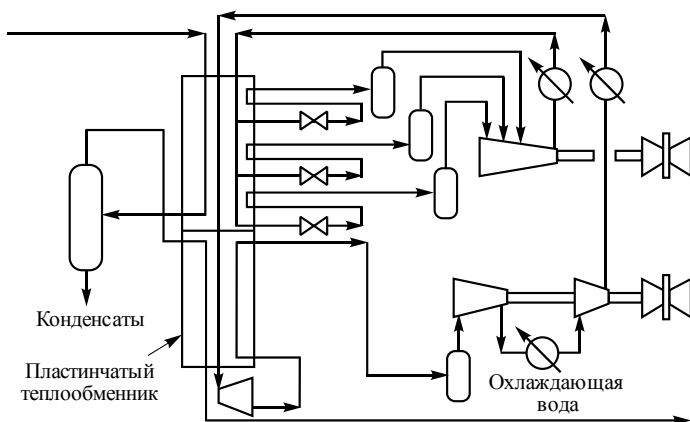 Конденсаты
Пластинчатый
теплообменник
Охлаждающая
вода